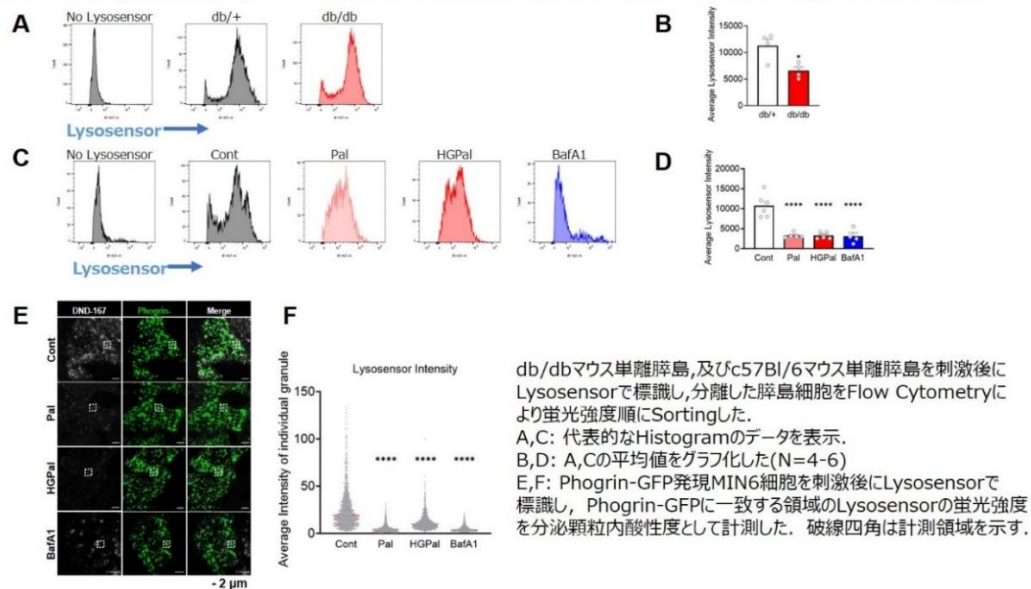 A
No Lysosensor
db/+
db/db
Lysosensor
B
Average Lysosensor Intensity
15000
10000
5000
0
db/+
db/db
C
No Lysosensor
Cont
Pal
HGPal
BafA1
Lysosensor
D
Average Lysosensor Intensity
20000
15000
10000
5000
0
****
****
****
Cont
Pal
HGPal
BafA1
E
DND-167
Phogrin-
Merge
Cont
Pal
HGPal
BafA1
- 2 μm
F
Lysosensor Intensity
Average Intensity of individual granule
150
100
50
0
****
****
****
Cont
Pal
HGPal
BafA1
db/dbマウス単離膵島,及びc57Bl/6マウス単離膵島を刺激後に
Lysosensorで標識し,分離した膵島細胞をFlow Cytometryに
より蛍光強度順にSortingした.
A,C: 代表的なHistogramのデータを表示.
B,D: A,Cの平均値をグラフ化した(N=4-6)
E,F: Phogrin-GFP発現MIN6細胞を刺激後にLysosensorで
標識し, Phogrin-GFPに一致する領域のLysosensorの蛍光強度
を分泌顆粒内酸性度として計測した. 破線四角は計測領域を示す.